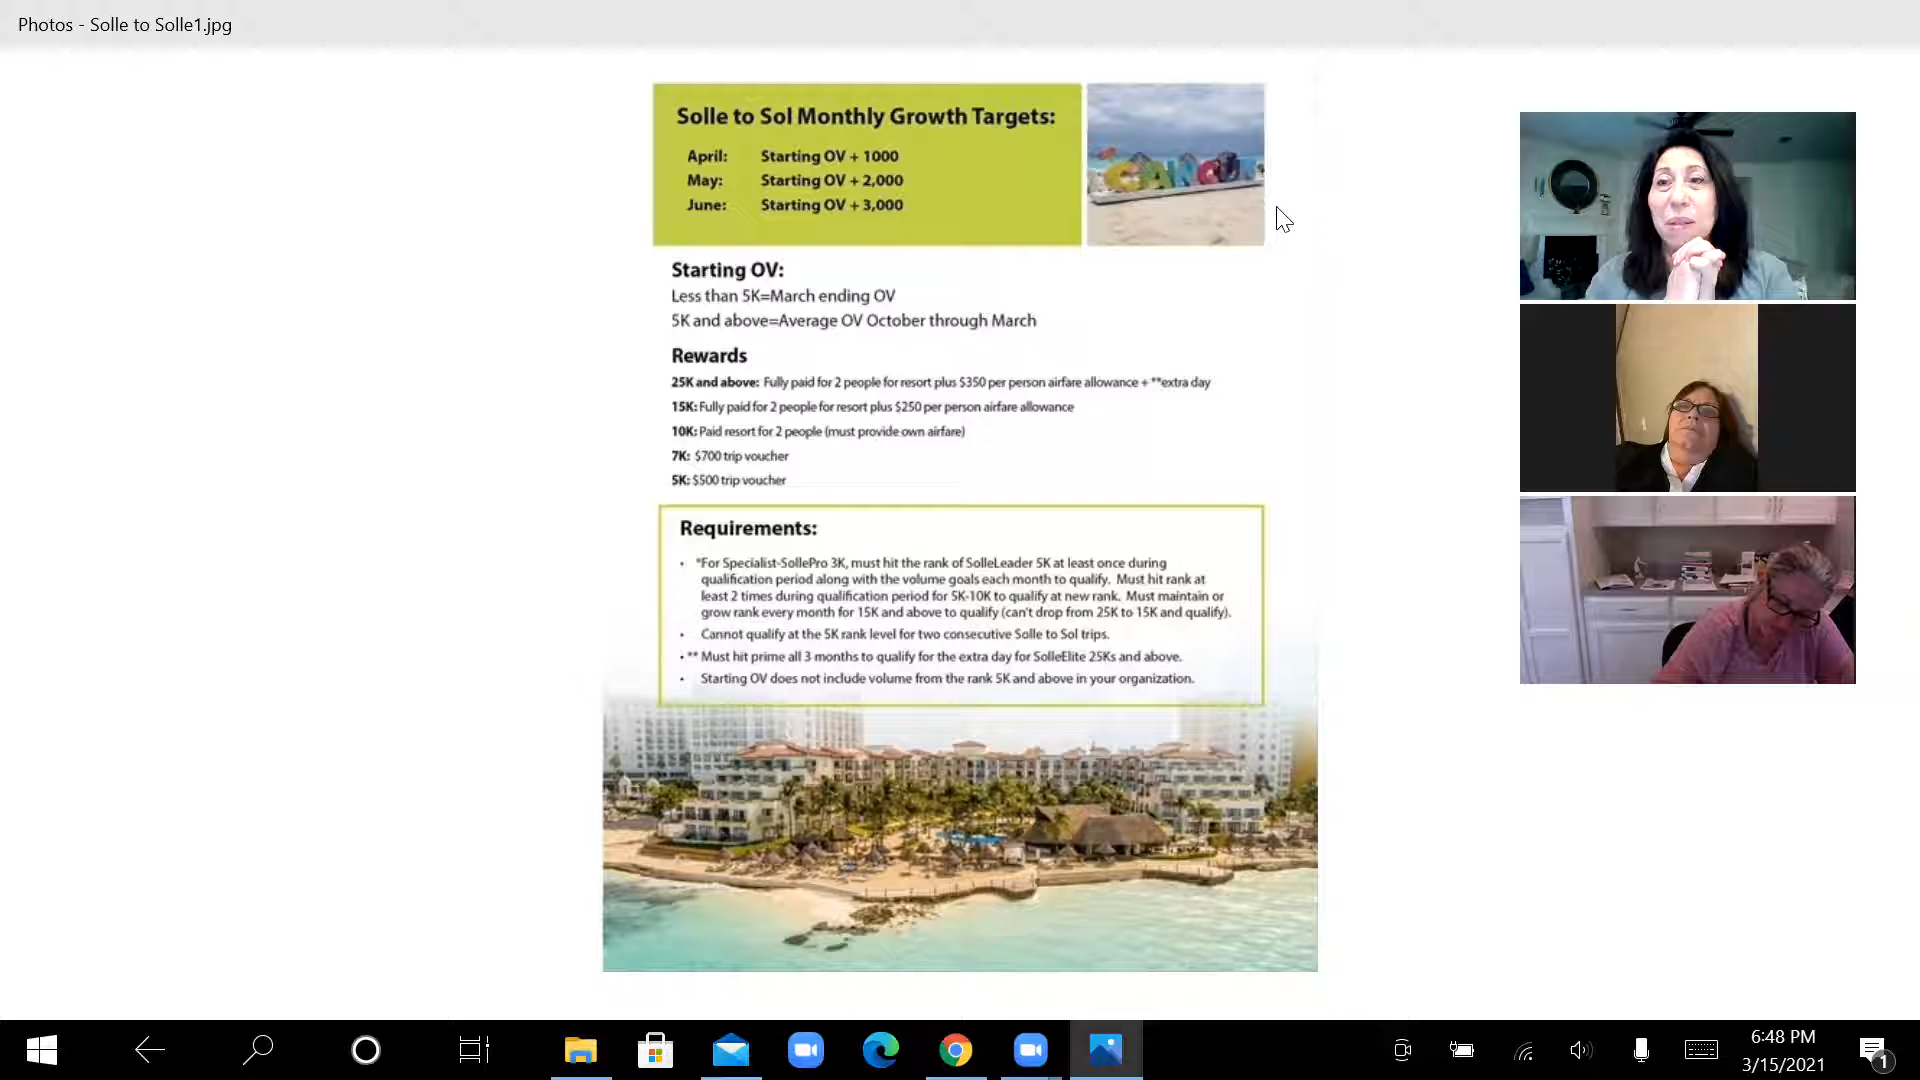 Photos - Solle to Solle1.jpg
Solle to Sol Monthly Growth Targets:
April: Starting OV + 1000
May: Starting OV + 2,000
June: Starting OV + 3,000
CANCUN
Starting OV:
Less than 5K=March ending OV
5K and above=Average OV October through March
Rewards
25K and above: Fully paid for 2 people for resort plus $350 per person airfare allowance + **extra day
15K: Fully paid for 2 people for resort plus $250 per person airfare allowance
10K: Paid resort for 2 people (must provide own airfare)
7K: $700 trip voucher
5K: $500 trip voucher
Requirements:
• *For Specialist-SollePro 3K, must hit the rank of SolleLeader 5K at least once during
qualification period along with the volume goals each month to qualify. Must hit rank at
least 2 times during qualification period for 5K-10K to qualify at new rank. Must maintain or
grow rank every month for 15K and above to qualify (can't drop from 25K to 15K and qualify).
• Cannot qualify at the 5K rank level for two consecutive Solle to Sol trips.
• ** Must hit prime all 3 months to qualify for the extra day for SolleElite 25Ks and above.
• Starting OV does not include volume from the rank 5K and above in your organization.
6:48 PM
3/15/2021
1